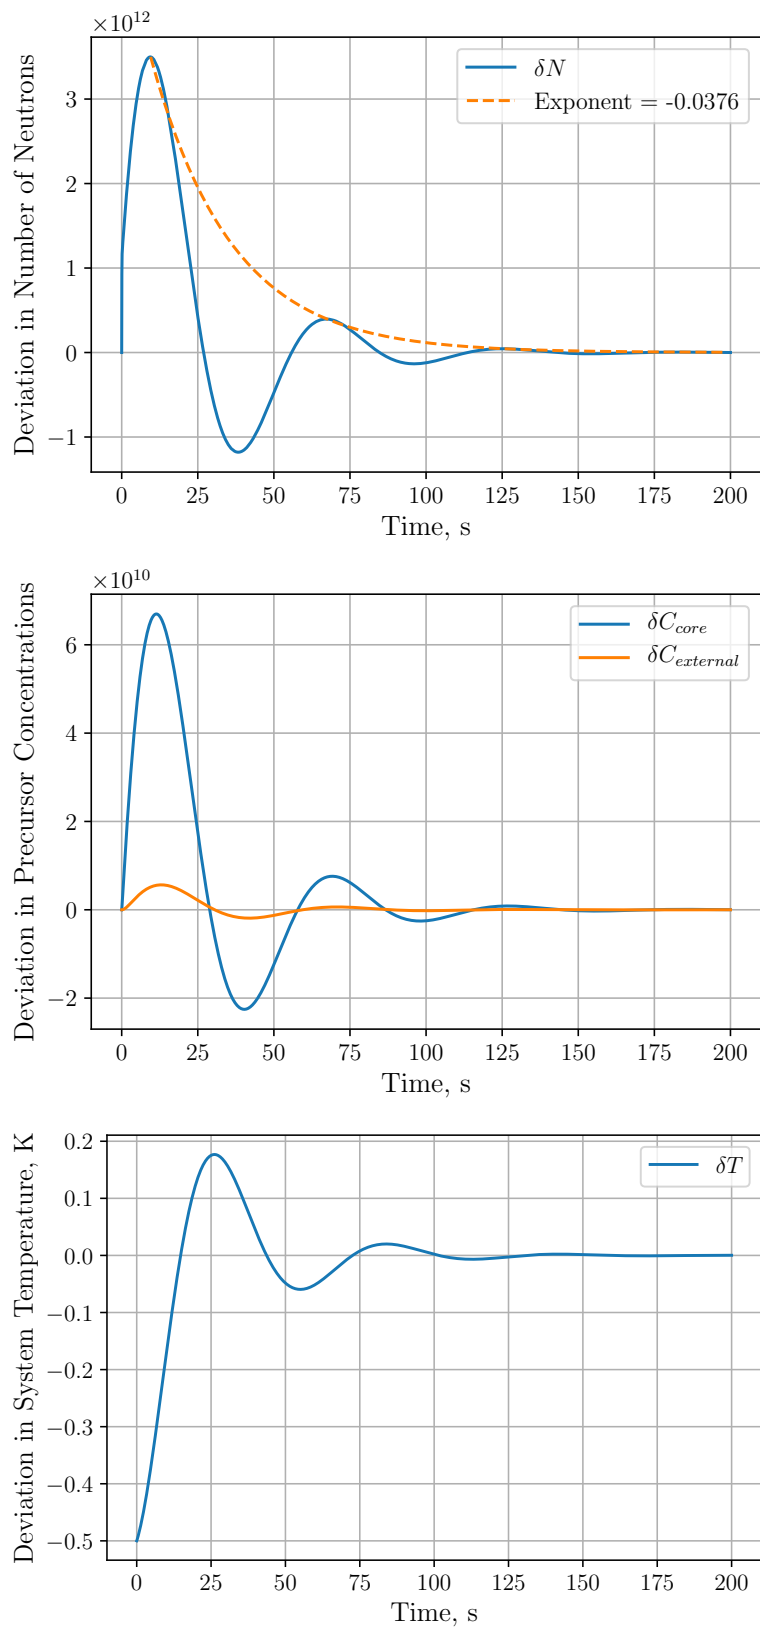 ×10¹²
Deviation in Number of Neutrons
3
2
1
0
−1
δN
Exponent = -0.0376
0 25 50 75 100 125 150 175 200
Time, s
×10¹⁰
Deviation in Precursor Concentrations
6
4
2
0
−2
δC_core
δC_external
0 25 50 75 100 125 150 175 200
Time, s
Deviation in System Temperature, K
0.2
0.1
0.0
−0.1
−0.2
−0.3
−0.4
−0.5
δT
0 25 50 75 100 125 150 175 200
Time, s